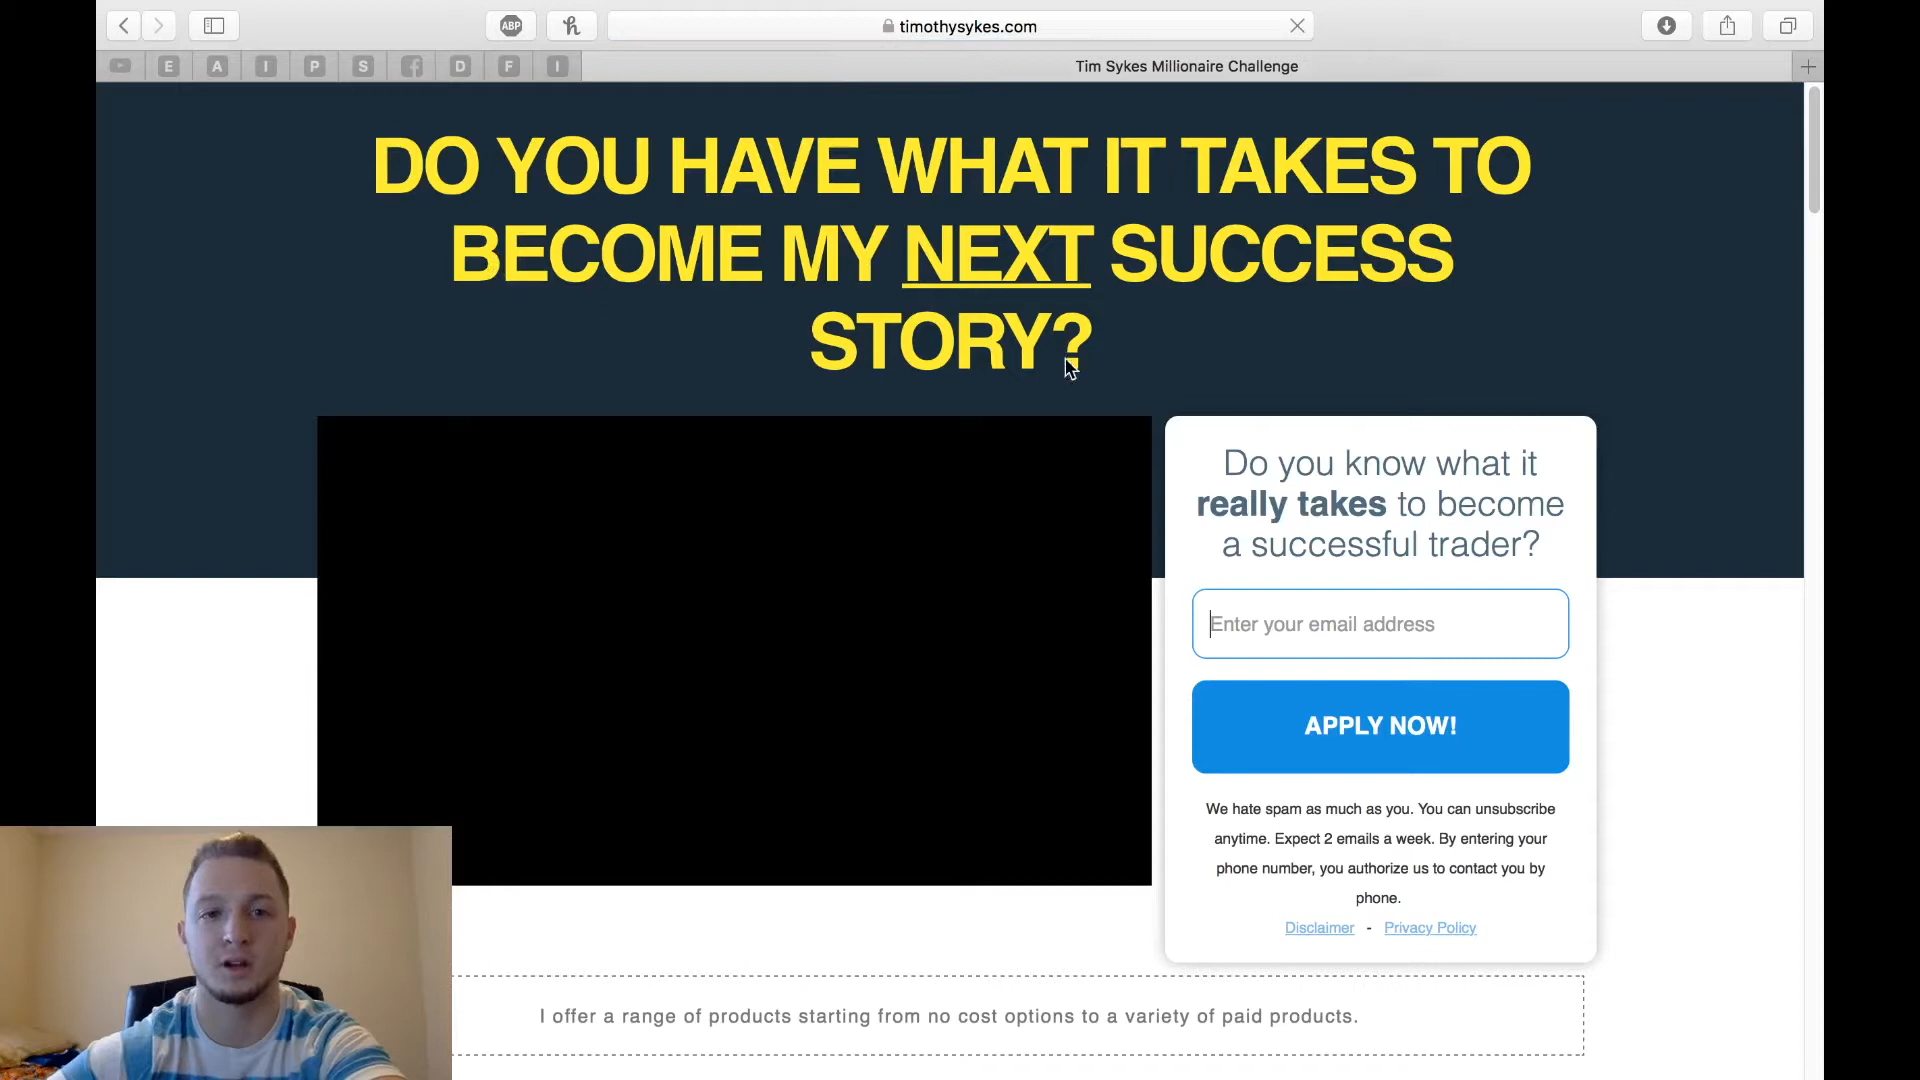 ABP
timothysykes.com
E A I P S D F I
Tim Sykes Millionaire Challenge
DO YOU HAVE WHAT IT TAKES TO
BECOME MY NEXT SUCCESS
STORY?
Do you know what it
really takes to become
a successful trader?
Enter your email address
APPLY NOW!
We hate spam as much as you. You can unsubscribe
anytime. Expect 2 emails a week. By entering your
phone number, you authorize us to contact you by
phone.
Disclaimer - Privacy Policy
I offer a range of products starting from no cost options to a variety of paid products.